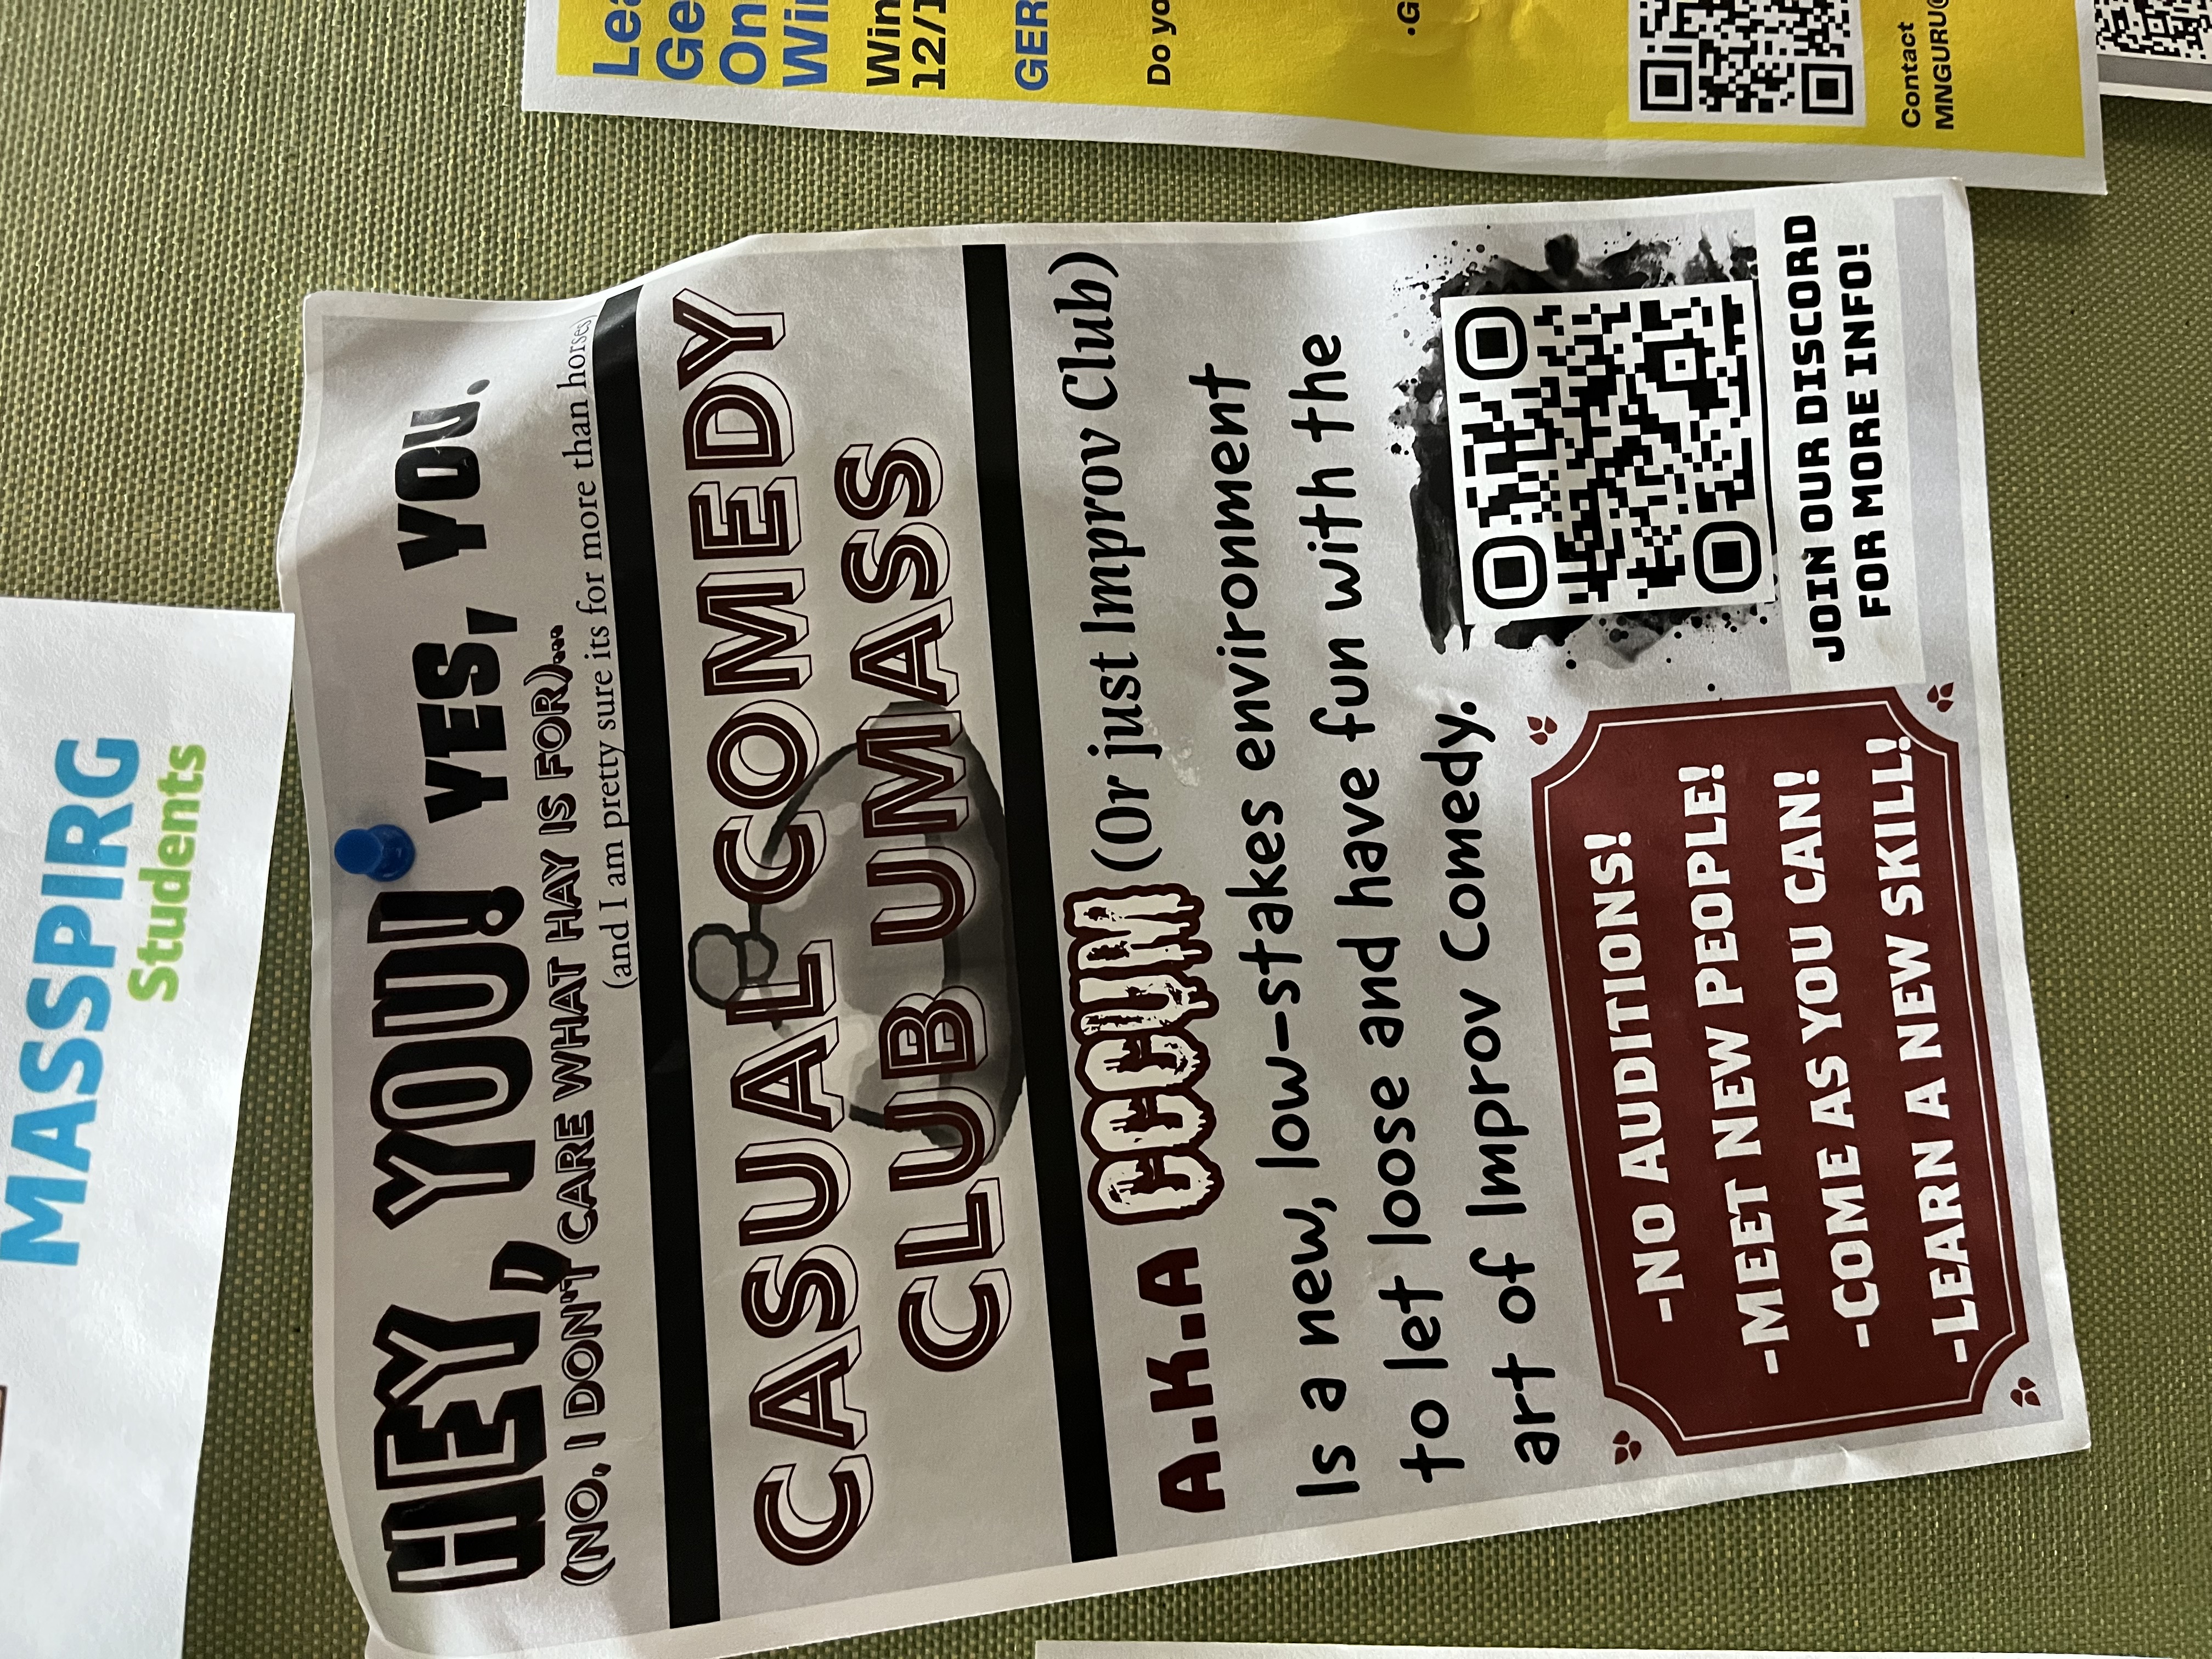 MASSPIRG
Students
HEY, YOU! YES, YOU.
(NO, I DON'T CARE WHAT HAY IS FOR)...
(and I am pretty sure its for more than horses)
CASUAL COMEDY
CLUB UMASS
A.K.A CCCUM (Or just Improv Club)
Is a new, low-stakes environment
to let loose and have fun with the
art of Improv Comedy.
-NO AUDITIONS!
-MEET NEW PEOPLE!
-COME AS YOU CAN!
-LEARN A NEW SKILL!
JOIN OUR DISCORD
FOR MORE INFO!
Lea
Ge
On
Wi
Win
12/1
GER
Do yo
•G
Contact
MNGURU@